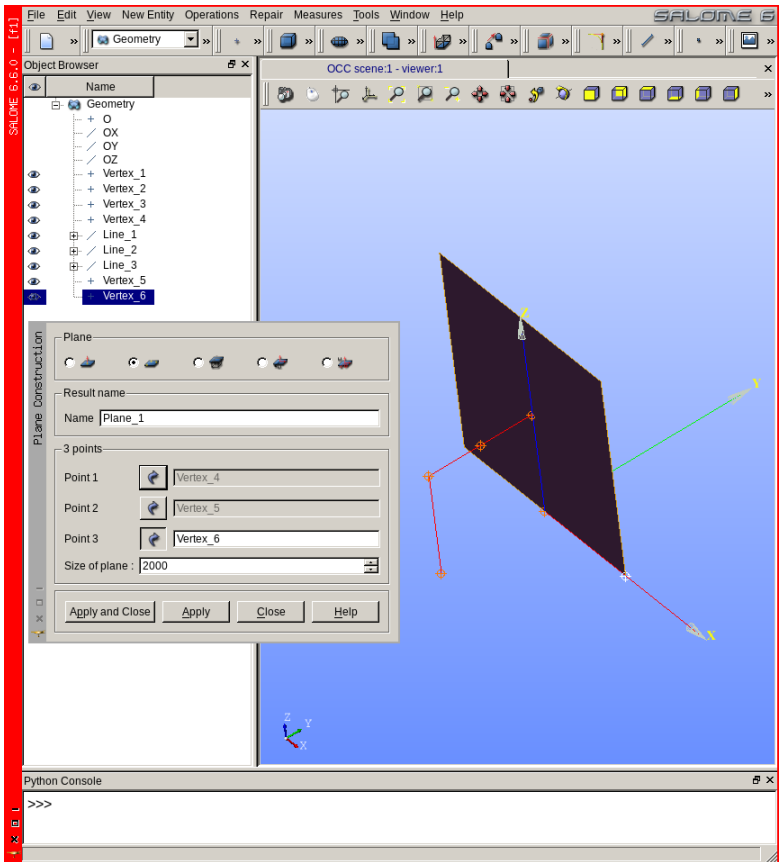 SALOME 6.6.0 - [f1]
File Edit View New Entity Operations Repair Measures Tools Window Help
SALOME 6
» Geometry » » » » » » » » » » »
Object Browser
OCC scene:1 - viewer:1
Name
»
Geometry
O
OX
OY
OZ
Vertex_1
Vertex_2
Vertex_3
Vertex_4
Line_1
Line_2
Line_3
Vertex_5
Vertex_6
Plane Construction
Plane
Result name
Name Plane_1
3 points
Point 1 Vertex_4
Point 2 Vertex_5
Point 3 Vertex_6
Size of plane : 2000
Apply and Close Apply Close Help
Z
Y
X
Z
Y
X
Python Console
>>>